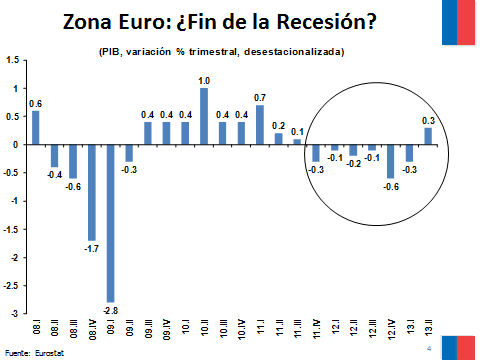 Zona Euro: ¿Fin de la Recesión?
(PIB, variación % trimestral, desestacionalizada)
1.5
1
0.5
0
-0.5
-1
-1.5
-2
-2.5
-3
0.6
-0.4
-0.6
-1.7
-2.8
-0.3
0.4
0.4
1.0
0.4
0.4
0.7
0.2
0.1
-0.3
-0.1
-0.2
-0.1
-0.6
-0.3
0.3
08.I
08.II
08.III
08.IV
09.I
09.II
09.III
09.IV
10.I
10.II
10.III
10.IV
11.I
11.II
11.III
11.IV
12.I
12.II
12.III
12.IV
13.I
13.II
Fuente: Eurostat
4